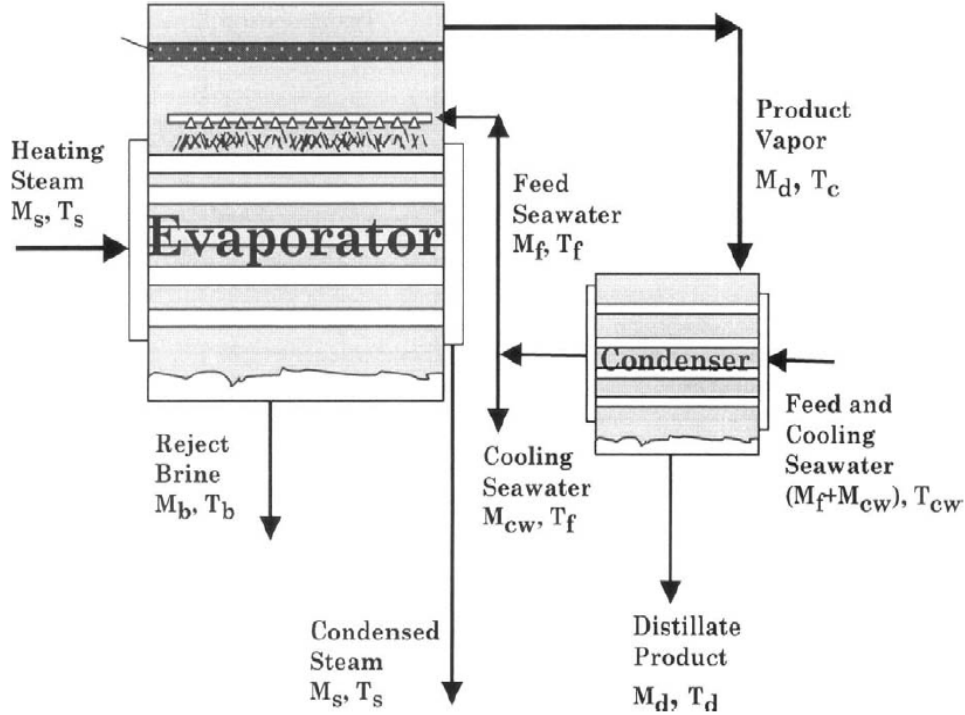 Heating
Steam
Ms, Ts
Evaporator
Feed
Seawater
Mf, Tf
Product
Vapor
Md, Tc
Condenser
Feed and
Cooling
Seawater
(Mf+Mcw), Tcw
Reject
Brine
Mb, Tb
Cooling
Seawater
Mcw, Tf
Condensed
Steam
Ms, Ts
Distillate
Product
Md, Td